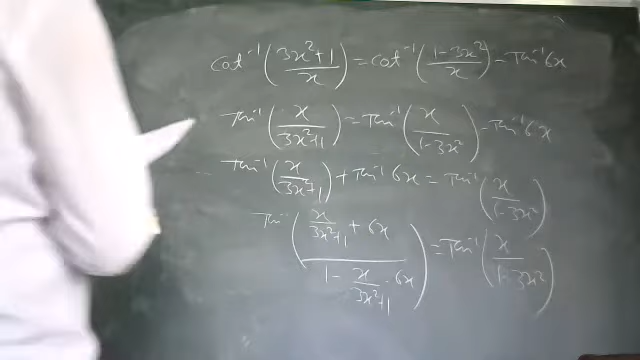 cot⁻¹(3x²+1/x) = cot⁻¹(1-3x²/x) - Tan⁻¹6x
Tan⁻¹(x/3x²+1) = Tan⁻¹(x/1-3x²) - Tan⁻¹6x
Tan⁻¹(x/3x²+1) + Tan⁻¹6x = Tan⁻¹(x/1-3x²)
Tan⁻¹(x/3x²+1 + 6x / 1 - x/3x²+1 · 6x) = Tan⁻¹(x/1-3x²)